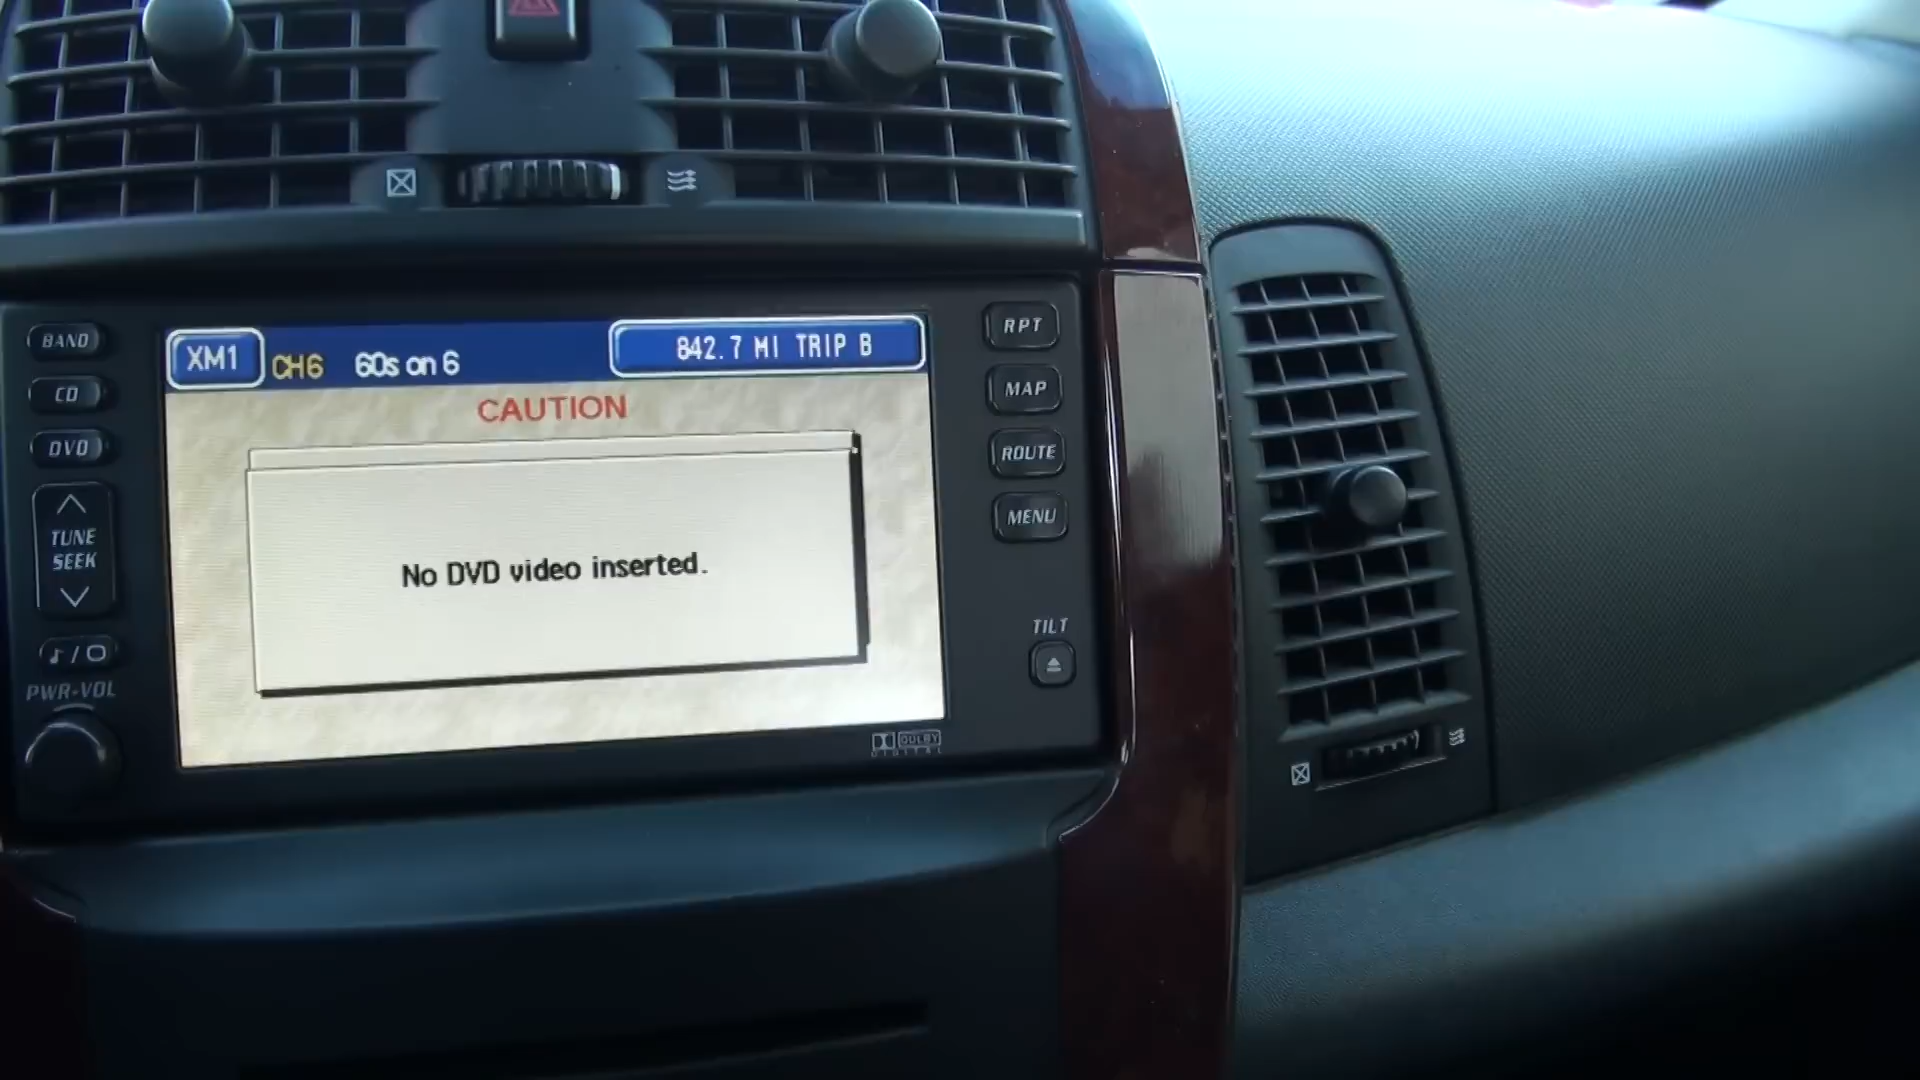 BAND
CD
DVD
TUNE
SEEK
PWR-VOL
XM1 CH6 60s on 6
842.7 MI TRIP B
CAUTION
No DVD video inserted.
RPT
MAP
ROUTE
MENU
TILT
DOLBY
DIGITAL